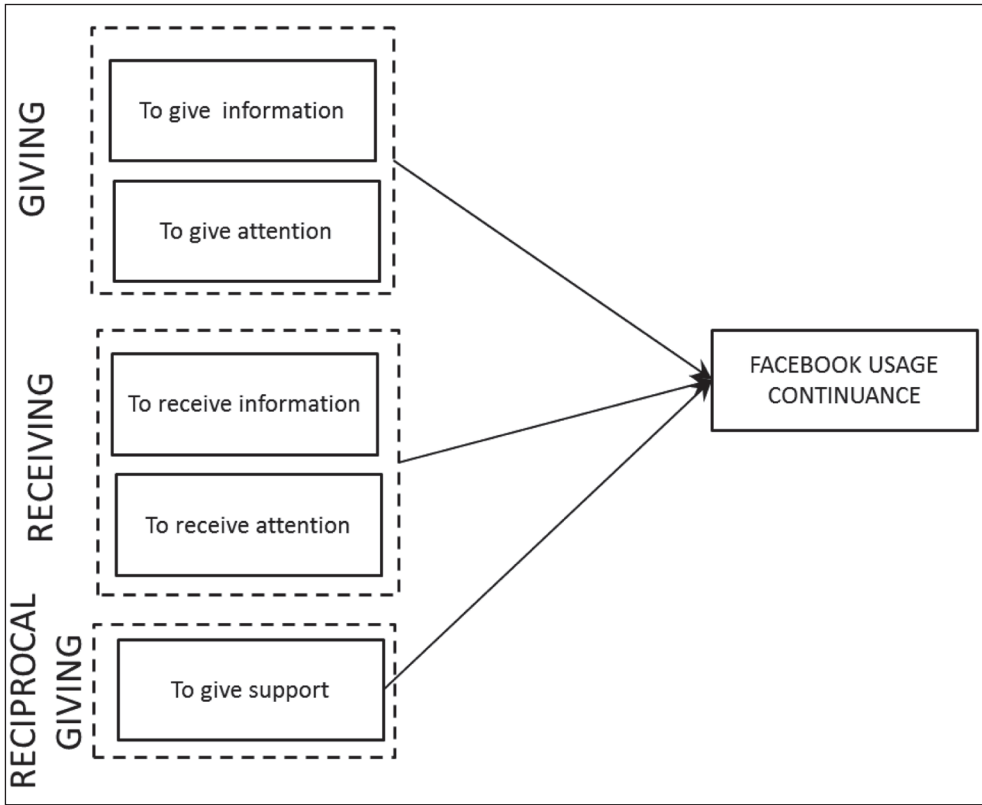 GIVING
To give information
To give attention
RECEIVING
To receive information
To receive attention
RECIPROCAL
GIVING
To give support
FACEBOOK USAGE
CONTINUANCE